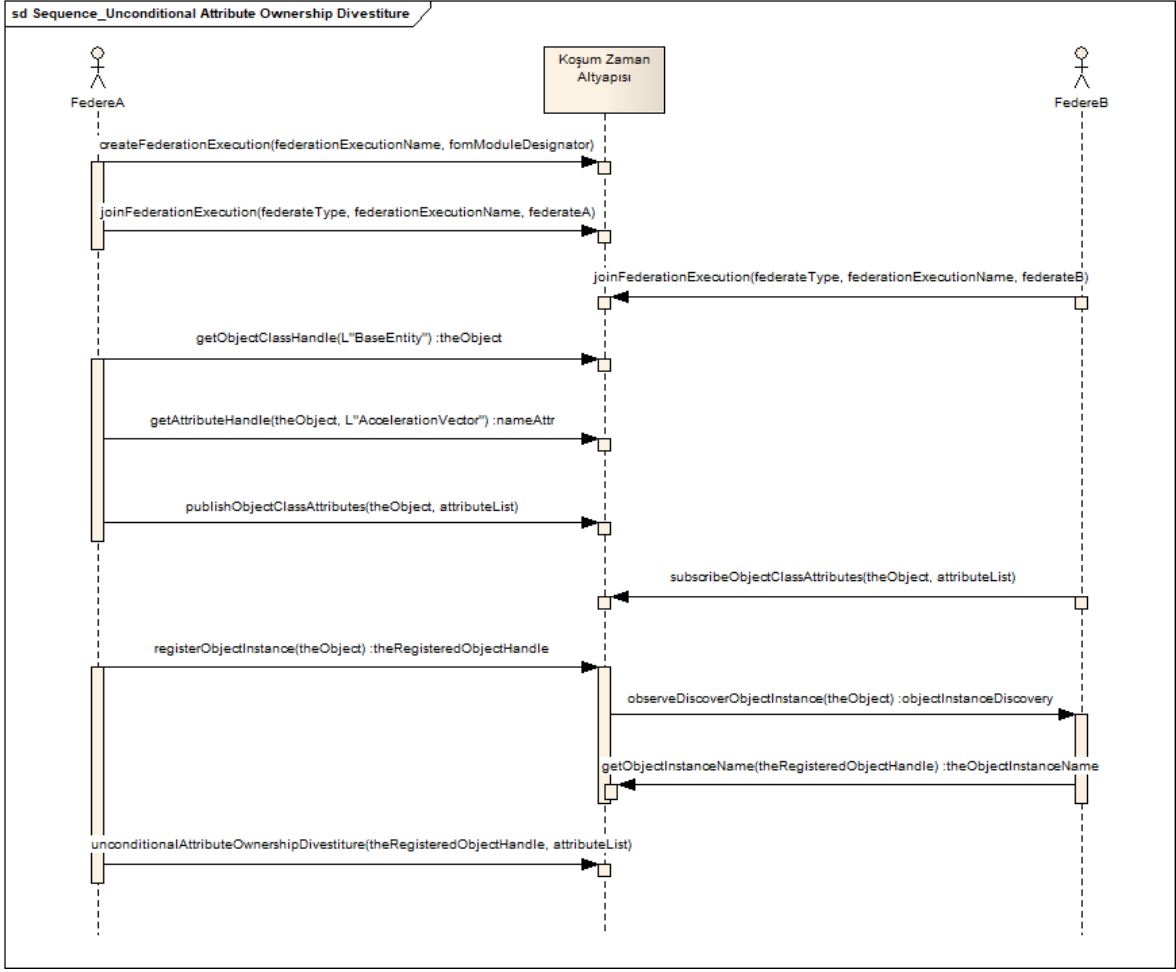 sd Sequence_Unconditional Attribute Ownership Divestiture
Koşum Zaman
Altyapısı
FedereA
FedereB
createFederationExecution(federationExecutionName, fomModuleDesignator)
joinFederationExecution(federateType, federationExecutionName, federateA)
joinFederationExecution(federateType, federationExecutionName, federateB)
getObjectClassHandle(L"BaseEntity") :theObject
getAttributeHandle(theObject, L"AccelerationVector") :nameAttr
publishObjectClassAttributes(theObject, attributeList)
subscribeObjectClassAttributes(theObject, attributeList)
registerObjectInstance(theObject) :theRegisteredObjectHandle
observeDiscoverObjectInstance(theObject) :objectInstanceDiscovery
getObjectInstanceName(theRegisteredObjectHandle) :theObjectInstanceName
unconditionalAttributeOwnershipDivestiture(theRegisteredObjectHandle, attributeList)